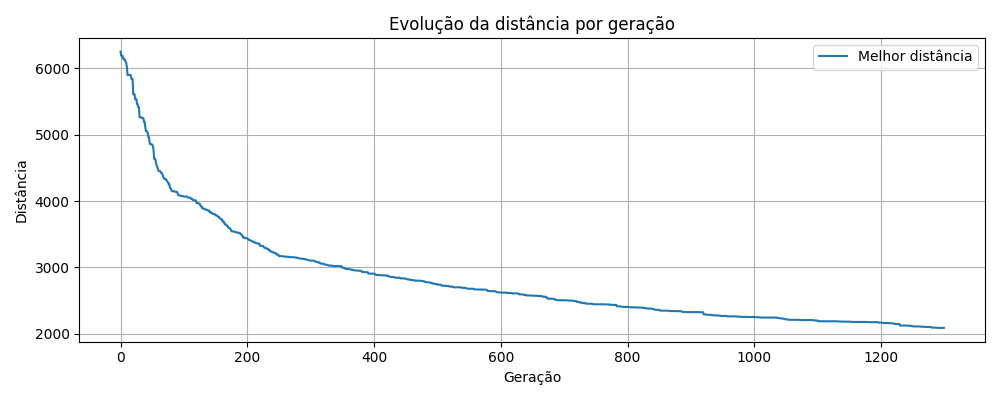 Evolução da distância por geração
Melhor distância
6000
5000
4000
3000
2000
Distância
0 200 400 600 800 1000 1200
Geração